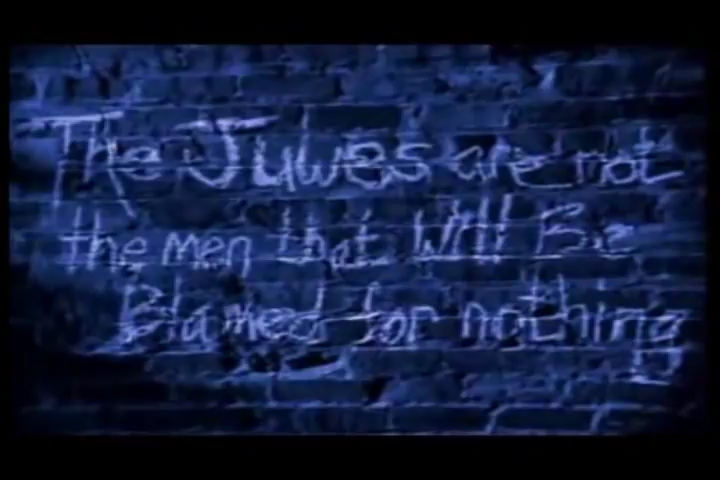 The Juwes are not
the men that Will Be
Blamed for nothing